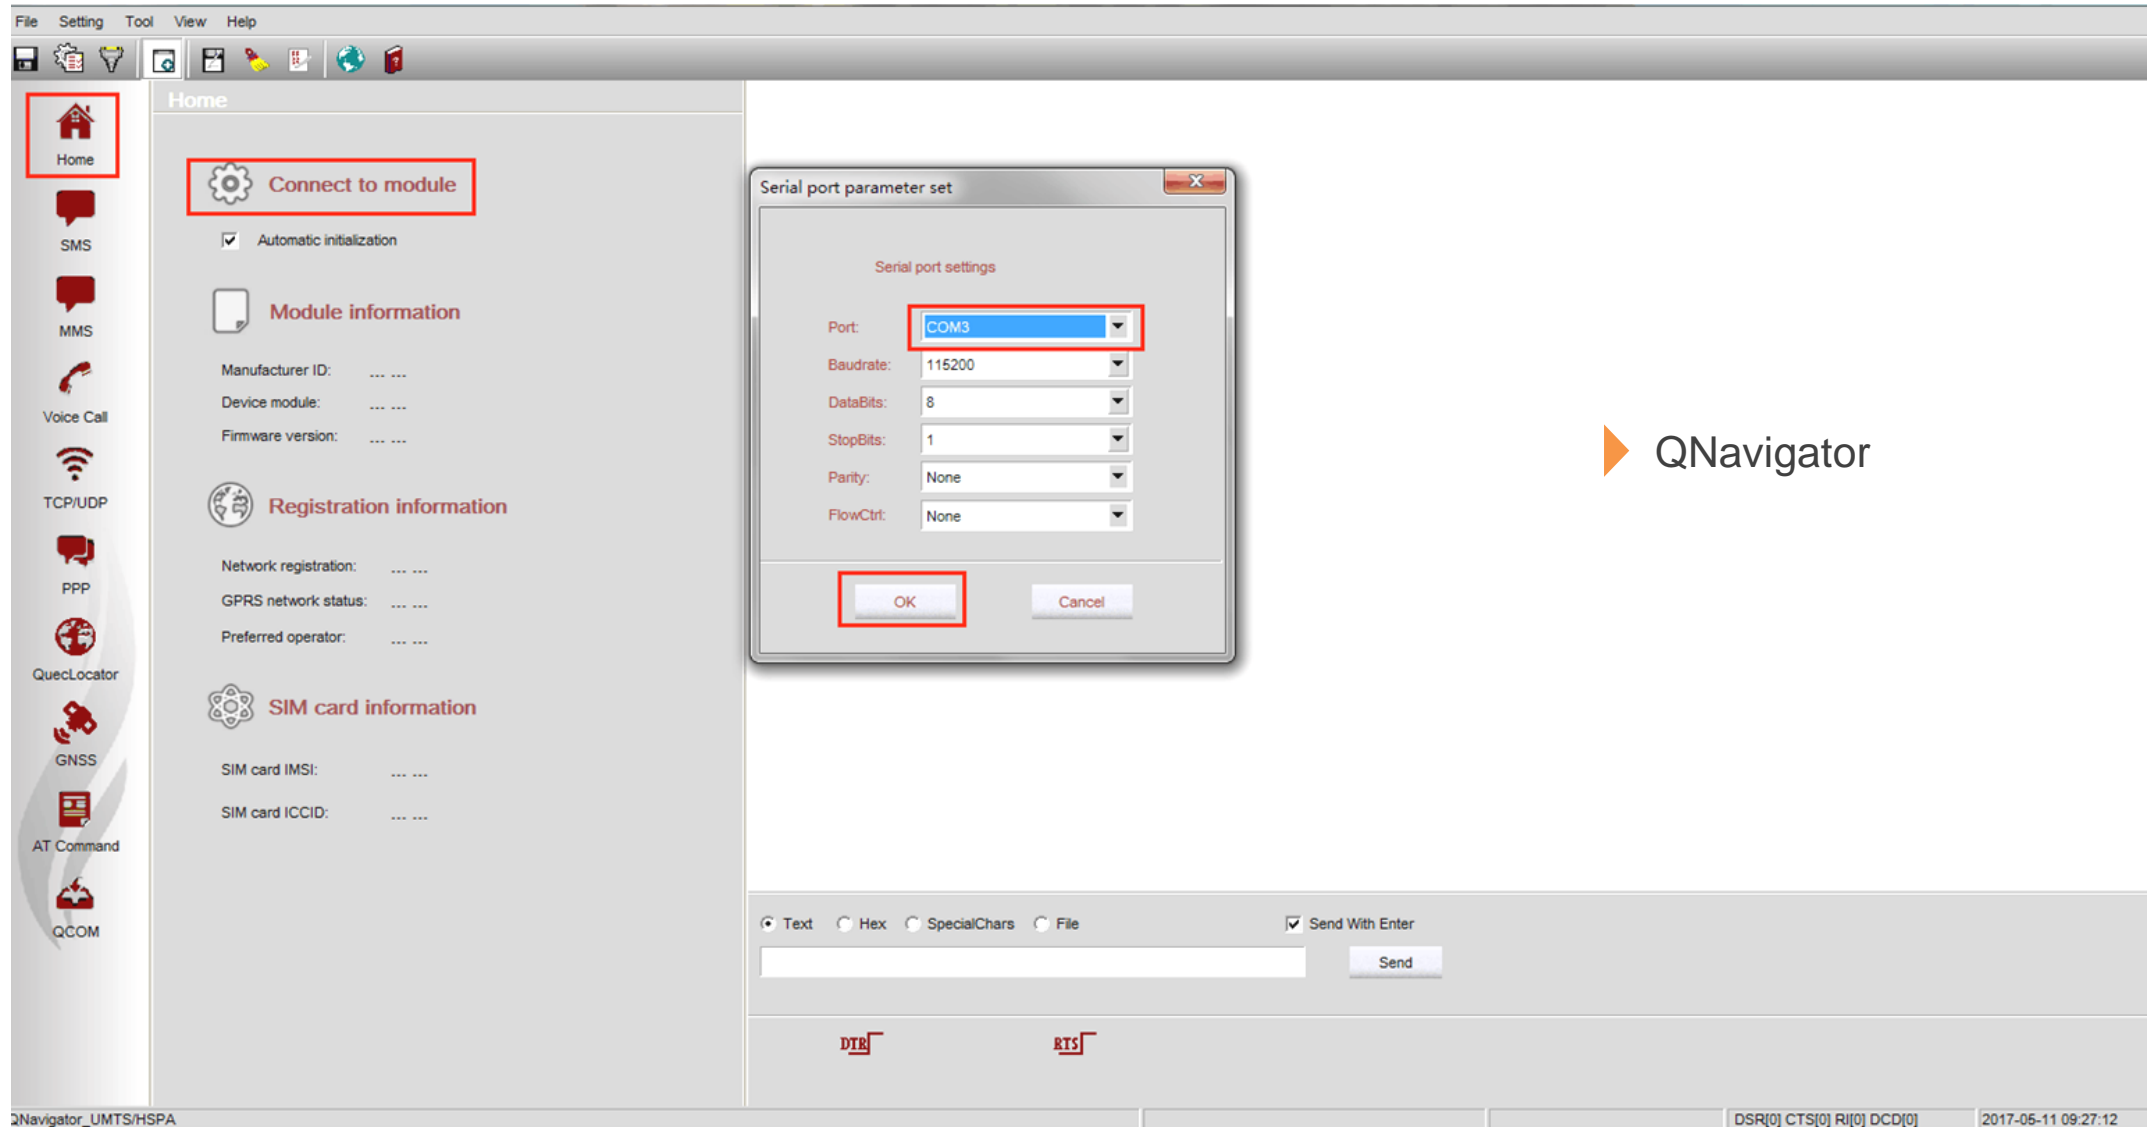 File Setting Tool View Help
Home
Home
Connect to module
Automatic initialization
SMS
MMS
Module information
Manufacturer ID: --- ---
Device module: --- ---
Firmware version: --- ---
Voice Call
TCP/UDP
Registration information
Network registration: --- ---
GPRS network status: --- ---
Preferred operator: --- ---
PPP
QuecLocator
SIM card information
SIM card IMSI: --- ---
SIM card ICCID: --- ---
GNSS
AT Command
QCOM
Serial port parameter set
Serial port settings
Port: COM3
Baudrate: 115200
DataBits: 8
StopBits: 1
Parity: None
FlowCtrl: None
OK Cancel
QNavigator
Text Hex SpecialChars File Send With Enter
Send
DTR RTS
QNavigator_UMTS/HSPA DSR[0] CTS[0] RI[0] DCD[0] 2017-05-11 09:27:12